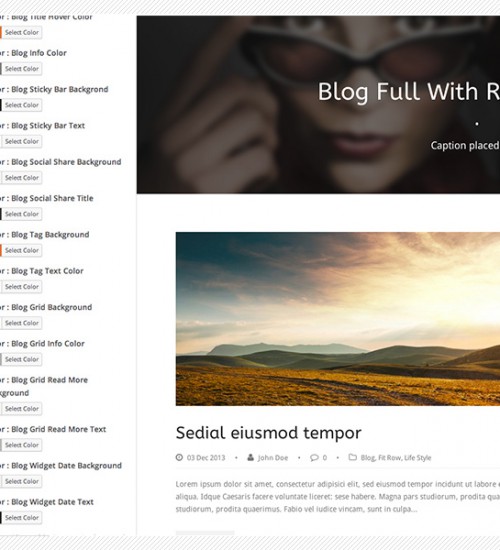 or : Blog Title Hover Color
Select Color
or : Blog Info Color
Select Color
or : Blog Sticky Bar Backgrond
Select Color
or : Blog Sticky Bar Text
Select Color
or : Blog Social Share Background
Select Color
or : Blog Social Share Title
Select Color
or : Blog Tag Background
Select Color
or : Blog Tag Text Color
Select Color
or : Blog Grid Background
Select Color
or : Blog Grid Info Color
Select Color
or : Blog Grid Read More
kground
Select Color
or : Blog Grid Read More Text
Select Color
or : Blog Widget Date Background
Select Color
or : Blog Widget Date Text
Select Color
Blog Full With R
Caption placed
Sedial eiusmod tempor
03 Dec 2013 • John Doe • 0 • Blog, Fit Row, Life Style
Lorem ipsum dolor sit amet, consectetur adipisici elit, sed eiusmod tempor incidunt ut labore e
aliqua. Idque Caesaris facere voluntate liceret: sese habere. Magna pars studiorum, prodita qua
studiorum, prodita quaerimus. Fabio vel iudice vincam, sunt in culpa...